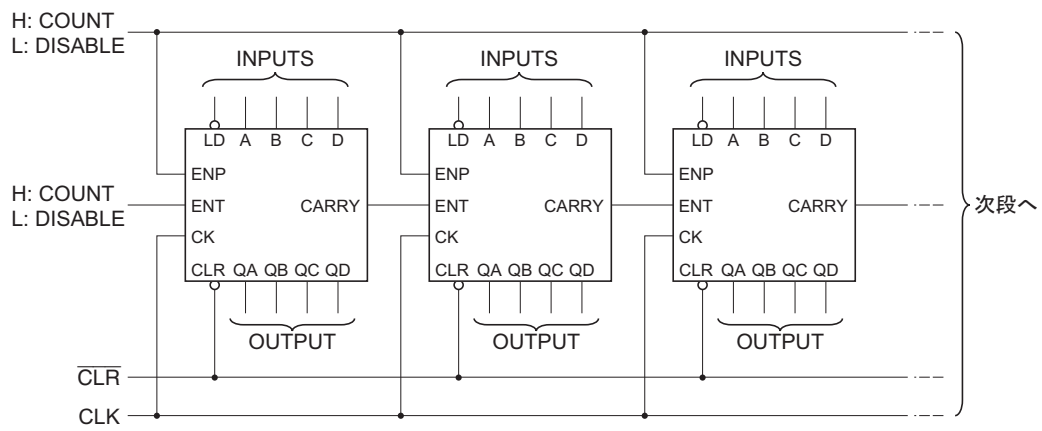 H: COUNT
L: DISABLE
INPUTS INPUTS INPUTS
LD A B C D LD A B C D LD A B C D
ENP ENP ENP
H: COUNT
L: DISABLE
ENT CARRY ENT CARRY ENT CARRY
次段へ
CK CK CK
CLR QA QB QC QD CLR QA QB QC QD CLR QA QB QC QD
OUTPUT OUTPUT OUTPUT
CLR
CLK